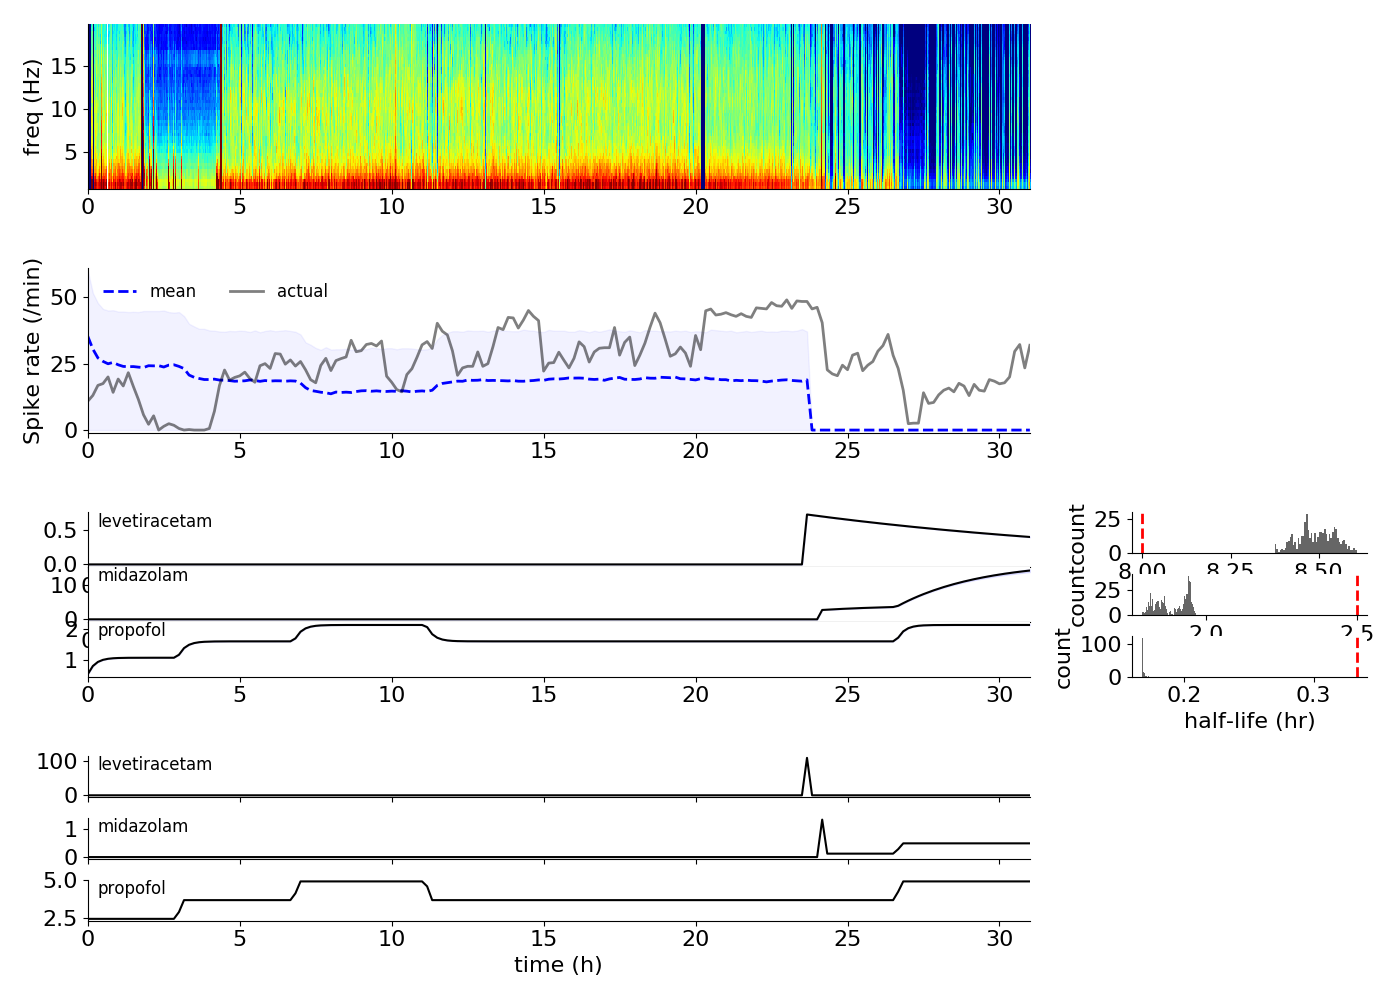 freq (Hz)
15
10
5
0 5 10 15 20 25 30
Spike rate (/min)
50
25
0
mean actual
0 5 10 15 20 25 30
levetiracetam
0.5
0.0
midazolam
10
0
propofol
2
1
0 5 10 15 20 25 30
count
25
0
8.00 8.25 8.50
count
25
0
2.0 2.5
count
100
0
0.2 0.3
half-life (hr)
levetiracetam
100
0
midazolam
1
0
propofol
5.0
2.5
0 5 10 15 20 25 30
time (h)